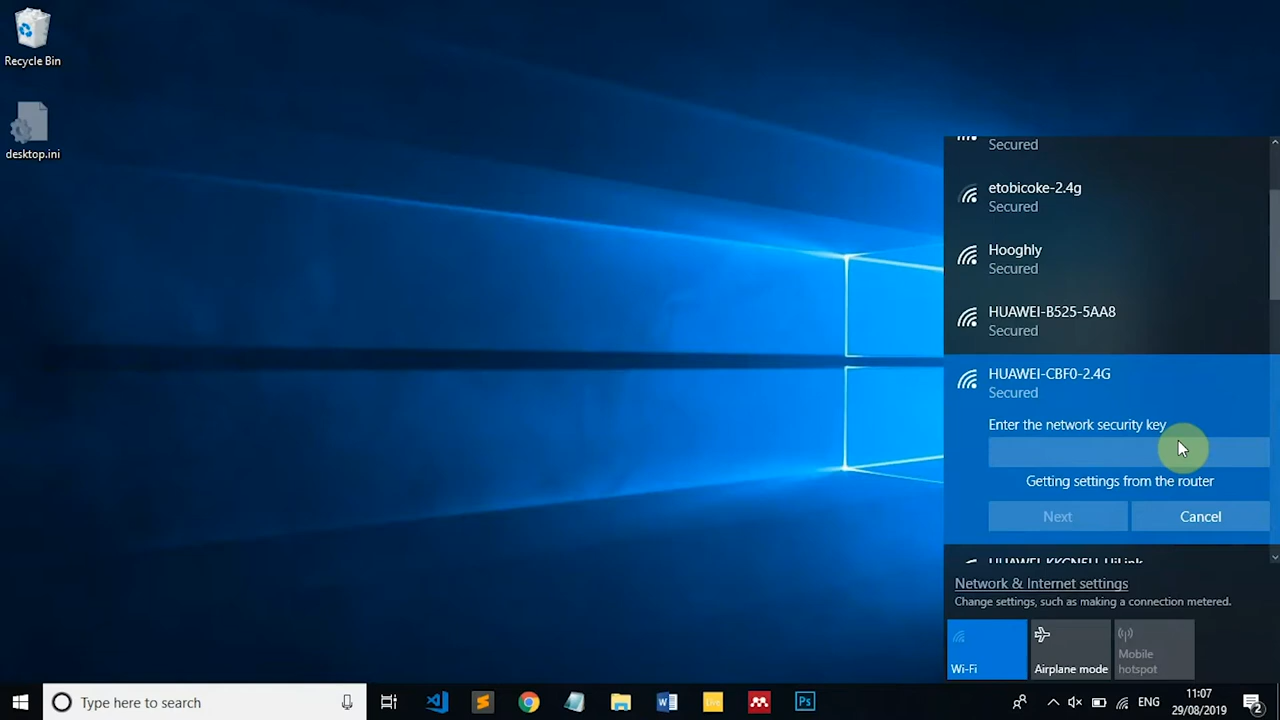 Recycle Bin
desktop.ini
Secured
etobicoke-2.4g
Secured
Hooghly
Secured
HUAWEI-B525-5AA8
Secured
HUAWEI-CBF0-2.4G
Secured
Enter the network security key
Getting settings from the router
Next
Cancel
Network & Internet settings
Change settings, such as making a connection metered.
Wi-Fi
Airplane mode
Mobile
hotspot
Type here to search
Ps
ENG
11:07
29/08/2019
2